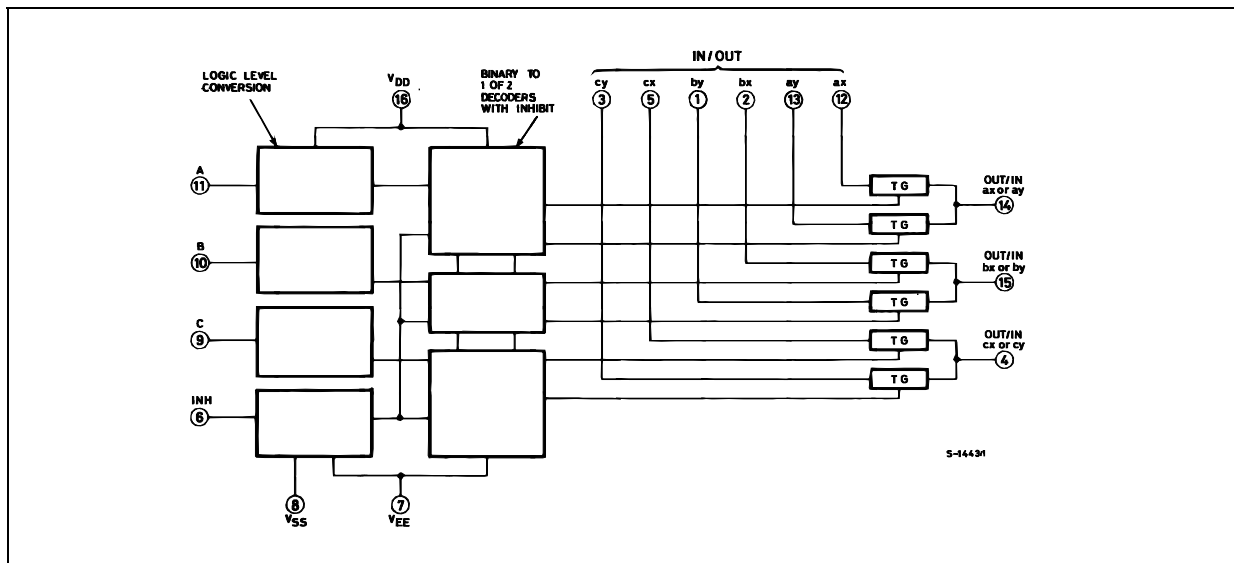 IN/OUT
LOGIC LEVEL
CONVERSION
VDD
16
BINARY TO
1 OF 2
DECODERS
WITH INHIBIT
cy cx by bx ay ax
3 5 1 2 13 12
A
11
TG
OUT/IN
ax or ay
14
TG
B
10
TG
OUT/IN
bx or by
15
TG
C
9
TG
OUT/IN
cx or cy
4
TG
INH
6
8
VSS
7
VEE
S-1443/1